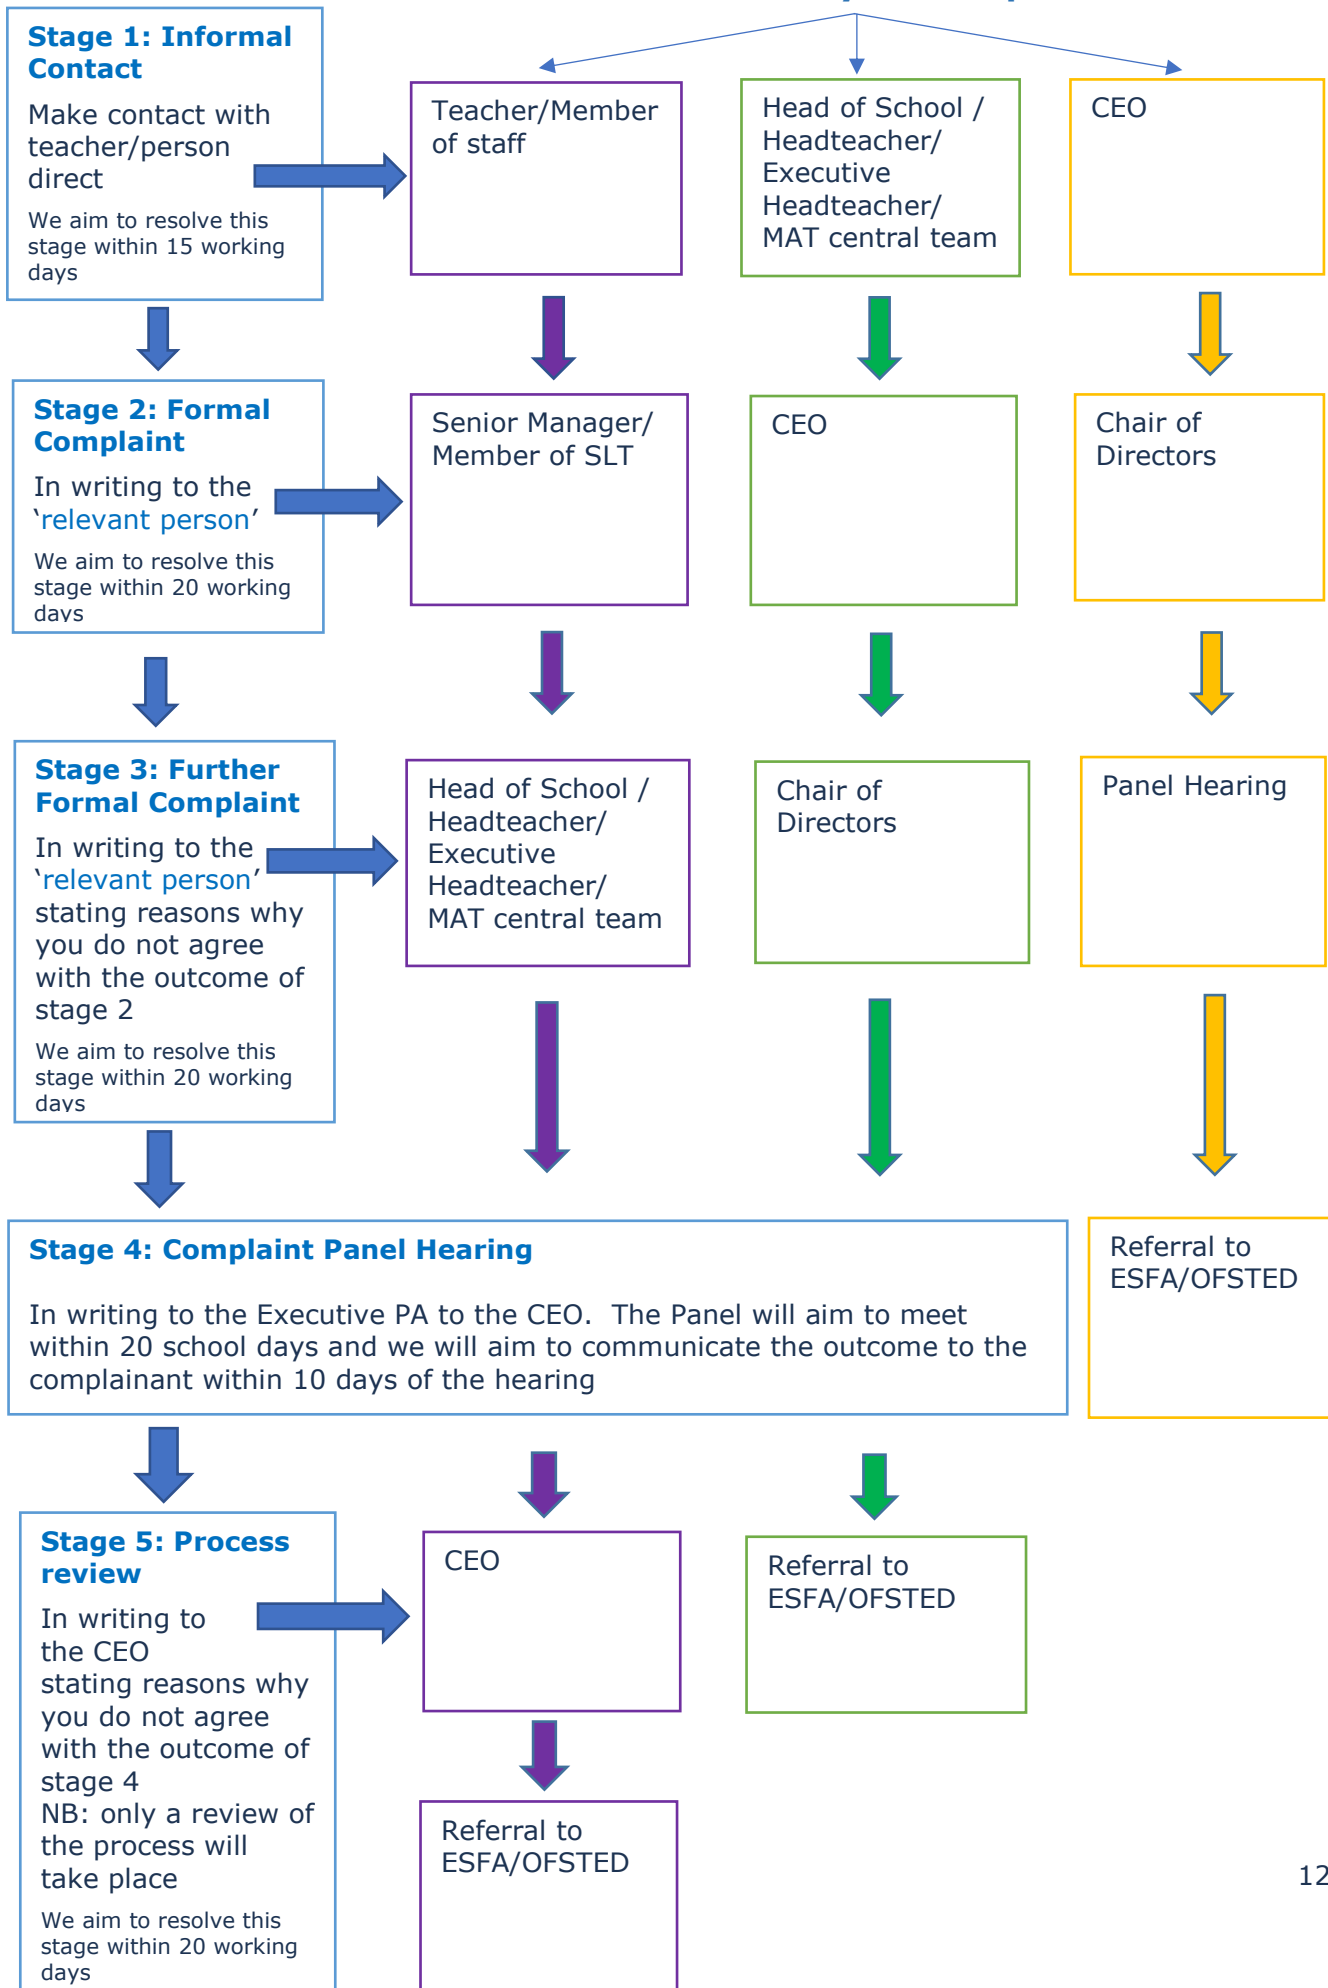 Stage 1: Informal
Contact
Make contact with
teacher/person
direct
We aim to resolve this
stage within 15 working
days
Teacher/Member
of staff
Head of School /
Headteacher/
Executive
Headteacher/
MAT central team
CEO
Stage 2: Formal
Complaint
In writing to the
‘relevant person’
We aim to resolve this
stage within 20 working
days
Senior Manager/
Member of SLT
CEO
Chair of
Directors
Stage 3: Further
Formal Complaint
In writing to the
‘relevant person’
stating reasons why
you do not agree
with the outcome of
stage 2
We aim to resolve this
stage within 20 working
days
Head of School /
Headteacher/
Executive
Headteacher/
MAT central team
Chair of
Directors
Panel Hearing
Stage 4: Complaint Panel Hearing
In writing to the Executive PA to the CEO.  The Panel will aim to meet
within 20 school days and we will aim to communicate the outcome to the
complainant within 10 days of the hearing
Referral to
ESFA/OFSTED
Stage 5: Process
review
In writing to
the CEO
stating reasons why
you do not agree
with the outcome of
stage 4
NB: only a review of
the process will
take place
We aim to resolve this
stage within 20 working
days
CEO
Referral to
ESFA/OFSTED
Referral to
ESFA/OFSTED
12